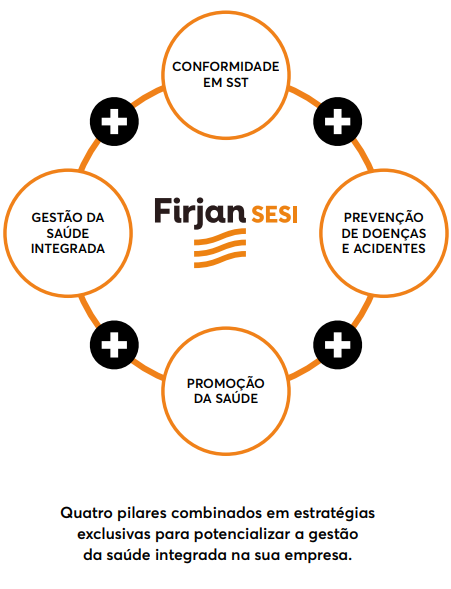 CONFORMIDADE
EM SST
GESTÃO DA
SAÚDE
INTEGRADA
Firjan SESI
PREVENÇÃO
DE DOENÇAS
E ACIDENTES
PROMOÇÃO
DA SAÚDE
Quatro pilares combinados em estratégias
exclusivas para potencializar a gestão
da saúde integrada na sua empresa.